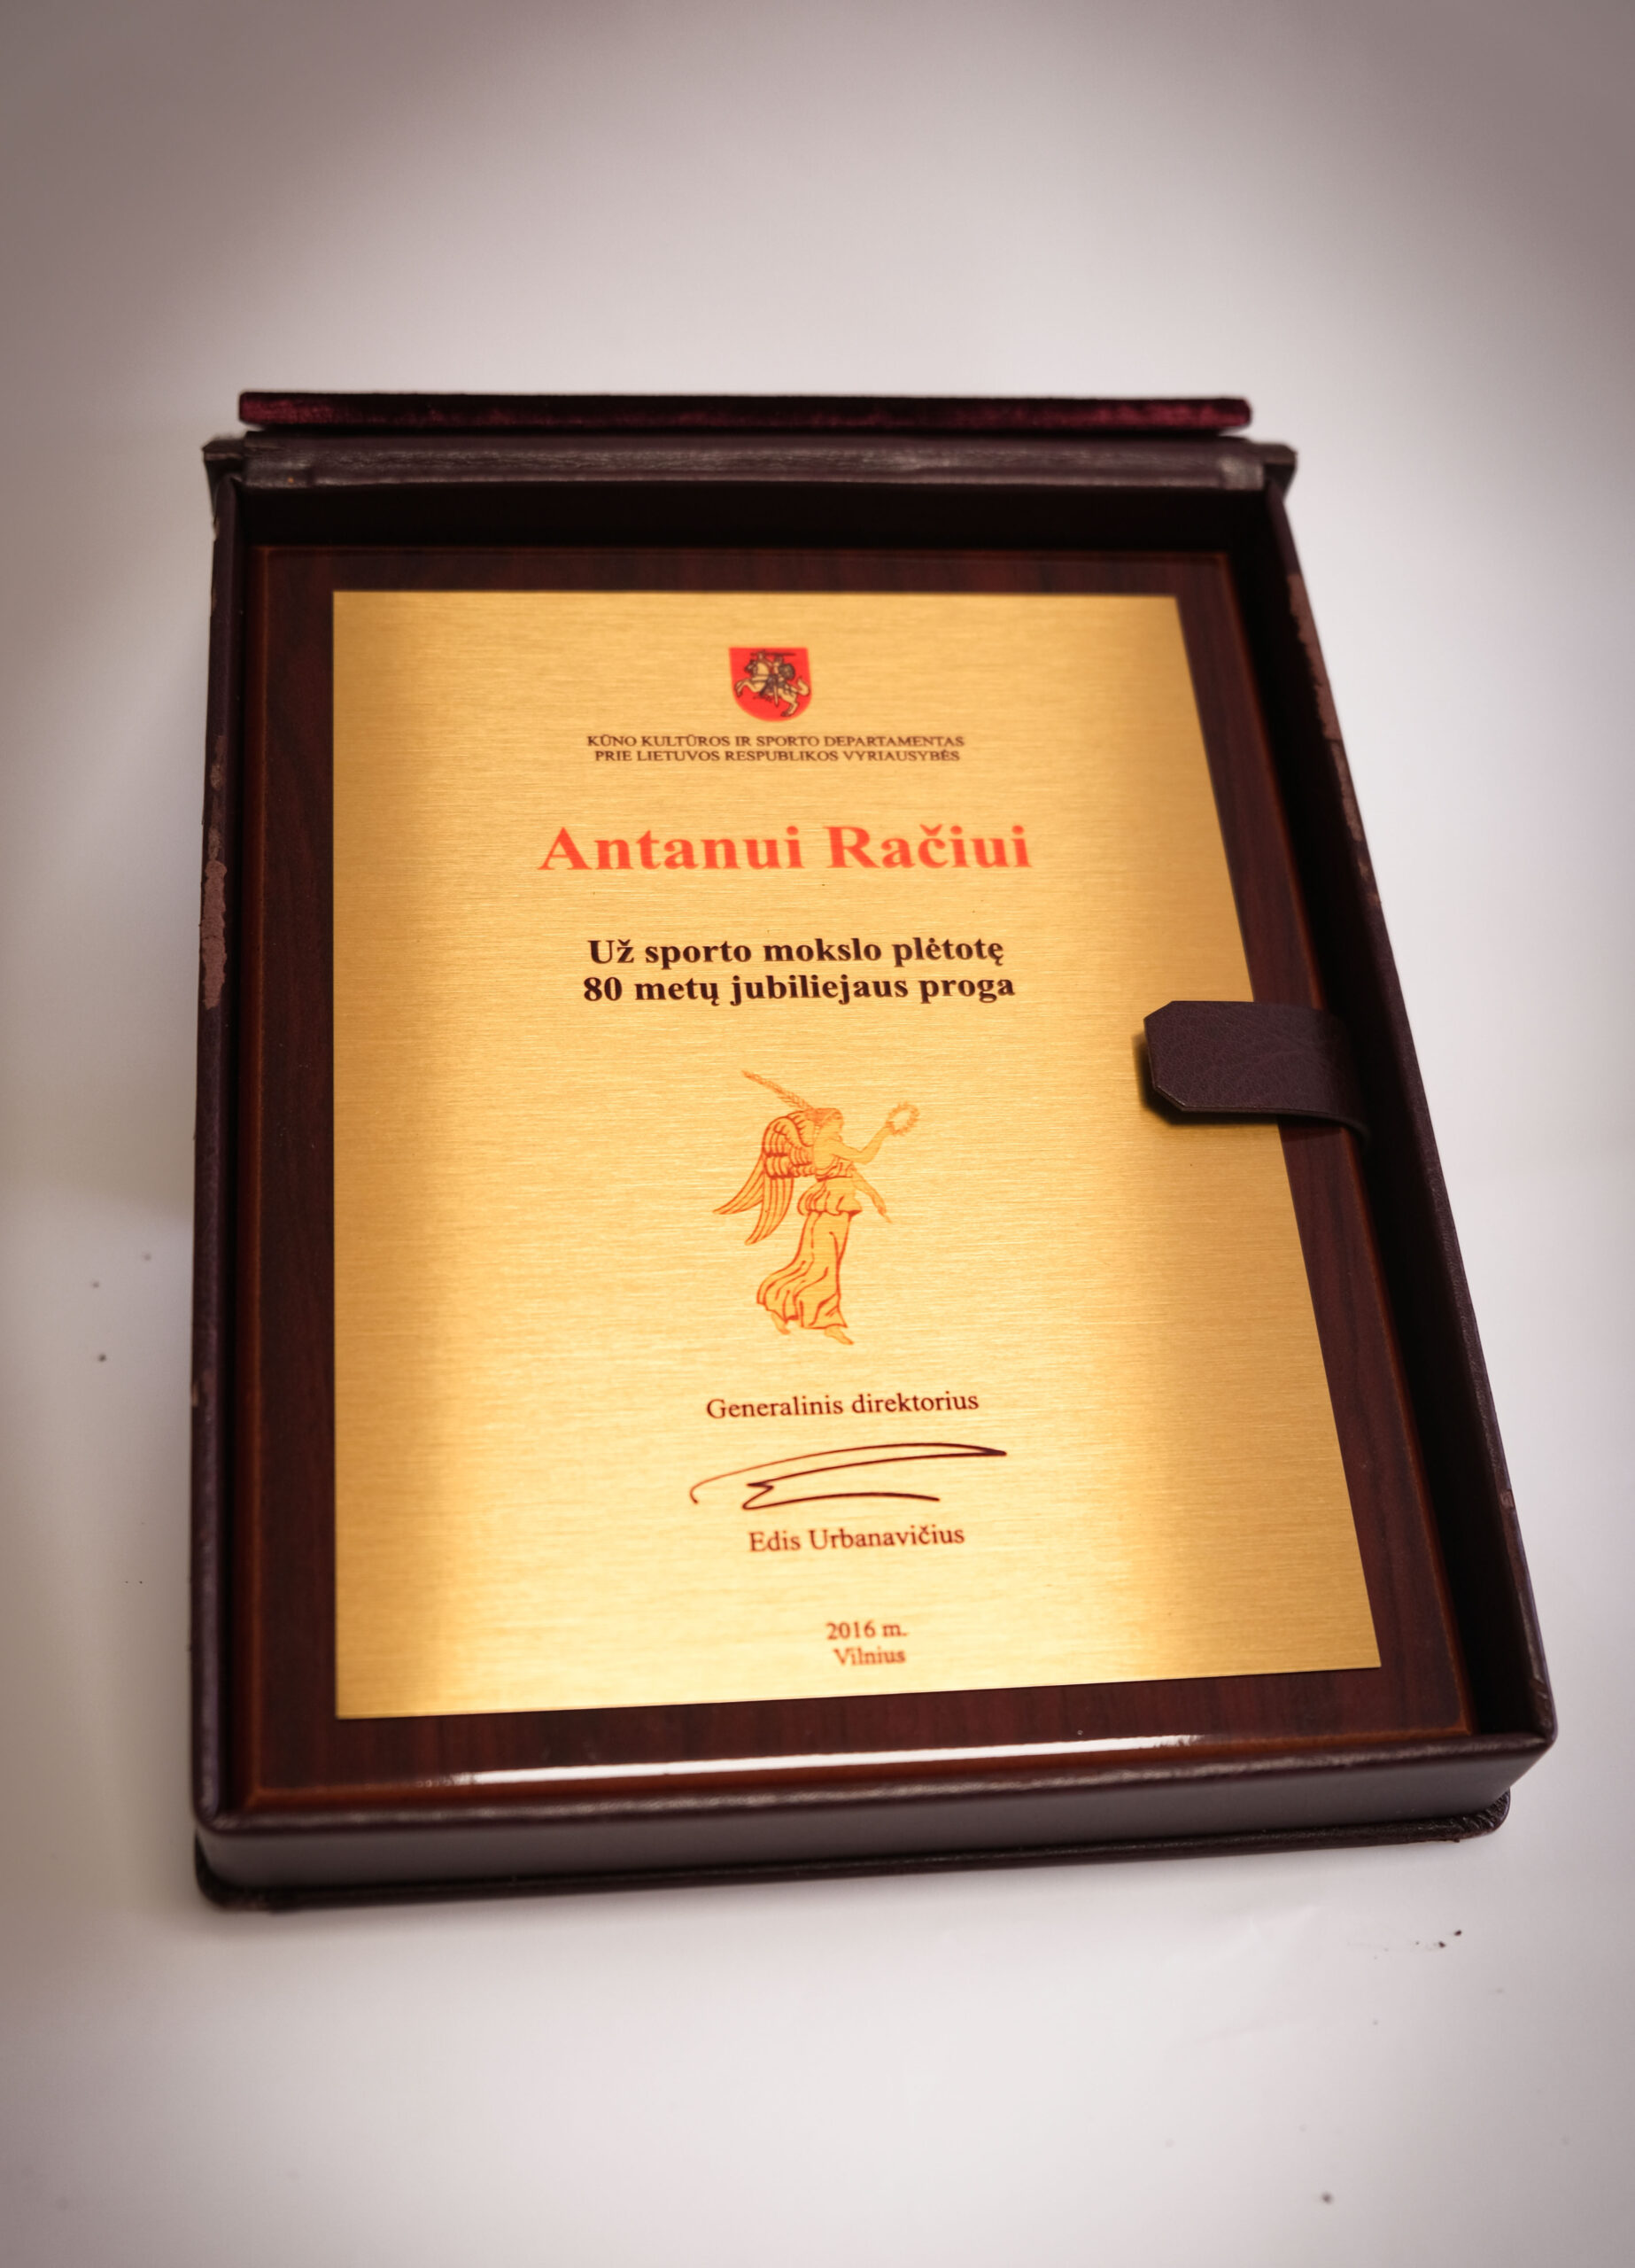 KŪNO KULTŪROS IR SPORTO DEPARTAMENTAS
PRIE LIETUVOS RESPUBLIKOS VYRIAUSYBĖS
Antanui Račiui
Už sporto mokslo plėtotę
80 metų jubiliejaus proga
Generalinis direktorius
Edis Urbanavičius
2016 m.
Vilnius